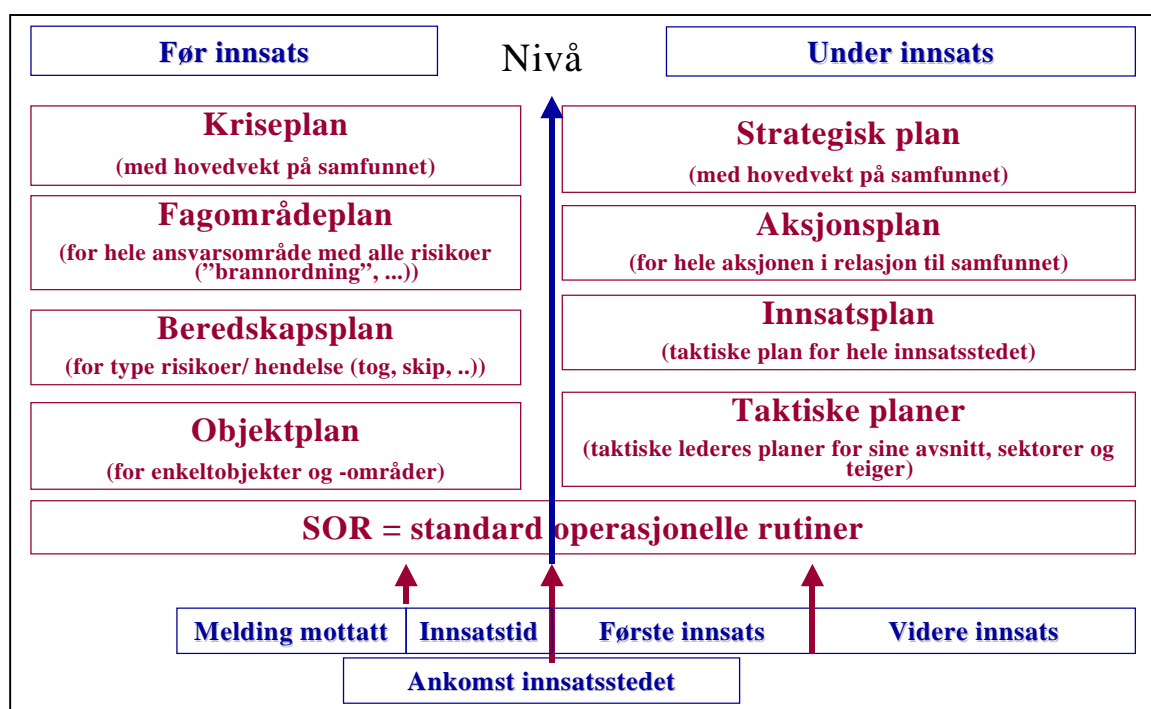 Før innsats
Nivå
Under innsats
Kriseplan
(med hovedvekt på samfunnet)
Fagområdeplan
(for hele ansvarsområde med alle risikoer
(”brannordning”, ...))
Beredskapsplan
(for type risikoer/ hendelse (tog, skip, ..))
Objektplan
(for enkeltobjekter og -områder)
Strategisk plan
(med hovedvekt på samfunnet)
Aksjonsplan
(for hele aksjonen i relasjon til samfunnet)
Innsatsplan
(taktiske plan for hele innsatsstedet)
Taktiske planer
(taktiske lederes planer for sine avsnitt, sektorer og
teiger)
SOR = standard operasjonelle rutiner
Melding mottatt
Innsatstid
Første innsats
Videre innsats
Ankomst innsatsstedet